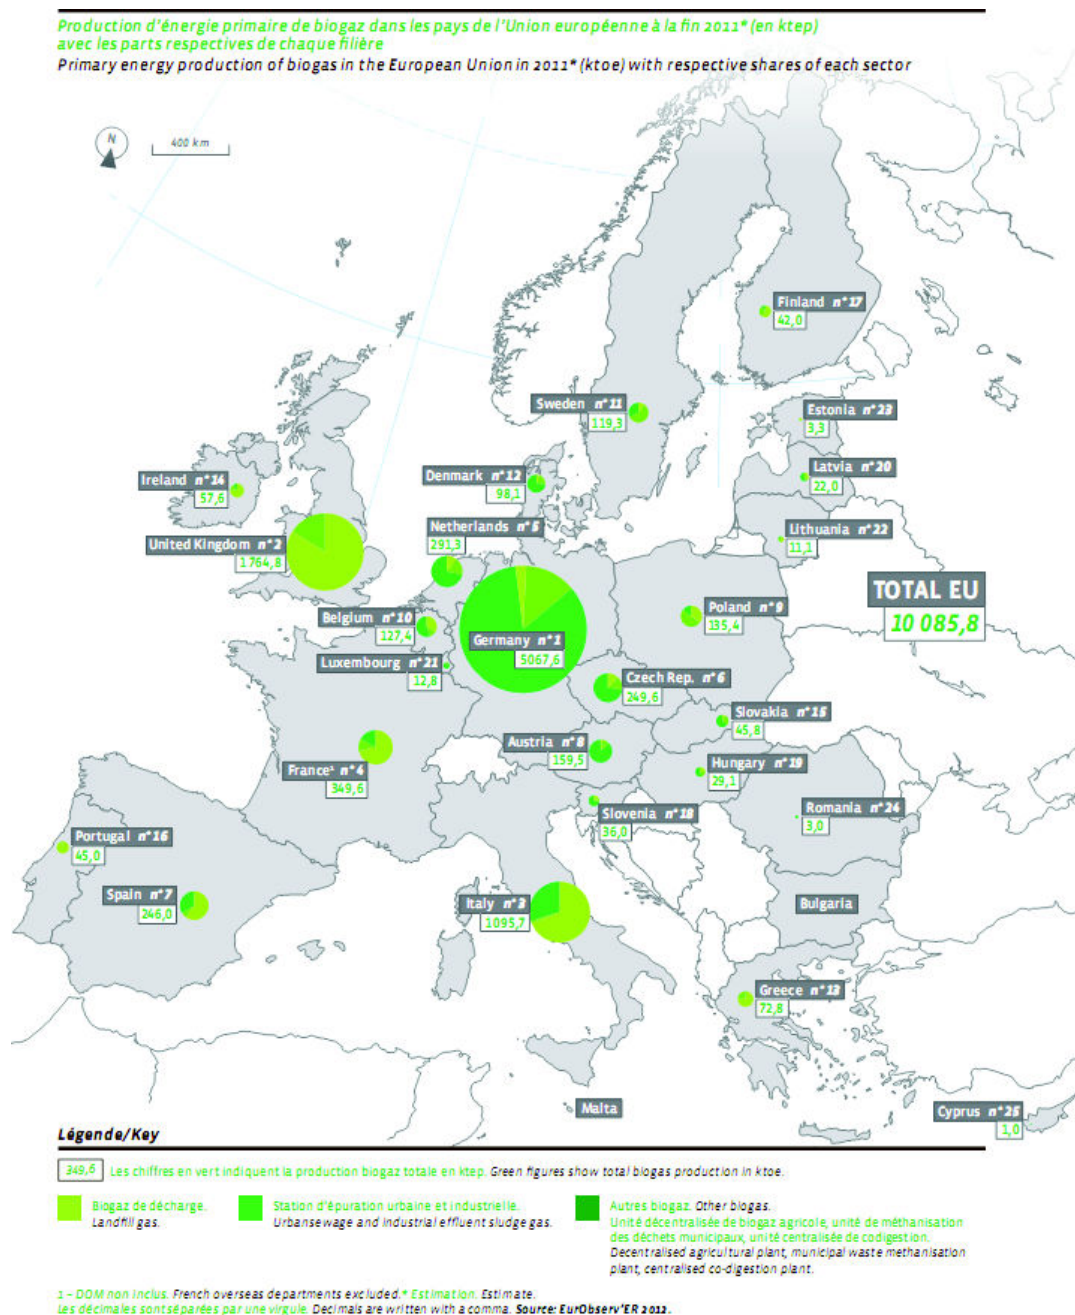 Production d'énergie primaire de biogaz dans les pays de l'Union européenne à la fin 2011* (en ktep)
avec les parts respectives de chaque filière
Primary energy production of biogas in the European Union in 2011* (ktoe) with respective shares of each sector
N
400 km
Finland n°17
42,0
Sweden n°11
119,3
Estonia n°23
3,3
Latvia n°20
22,0
Ireland n°14
57,6
Denmark n°12
98,1
Netherlands n°5
291,3
Lithuania n°22
11,1
United Kingdom n°2
1 764,8
TOTAL EU
10 085,8
Poland n°9
135,4
Belgium n°10
127,4
Germany n°1
5067,6
Luxembourg n°21
12,8
Czech Rep. n°6
249,6
Slovakia n°15
45,8
Austria n°8
159,5
Hungary n°19
29,1
France¹ n°4
349,6
Slovenia n°18
36,0
Romania n°24
3,0
Portugal n°16
45,0
Spain n°7
246,0
Italy n°3
1095,7
Bulgaria
Greece n°13
72,8
Malta
Cyprus n°25
1,0
Légende/Key
349,6 Les chiffres en vert indiquent la production biogaz totale en ktep. Green figures show total biogas production in ktoe.
Biogaz de décharge.
Landfill gas.
Station d'épuration urbaine et industrielle.
Urbansewage and industrial effluent sludge gas.
Autres biogaz. Other biogas.
Unité décentralisée de biogaz agricole, unité de méthanisation
des déchets municipaux, unité centralisée de codigestion.
Decentralised agricultural plant, municipal waste methanisation
plant, centralised co-digestion plant.
1 – DOM non inclus. French overseas departments excluded. * Estimation. Estimate.
Les décimales sont séparées par une virgule. Decimals are written with a comma. Source: EurObserv'ER 2012.